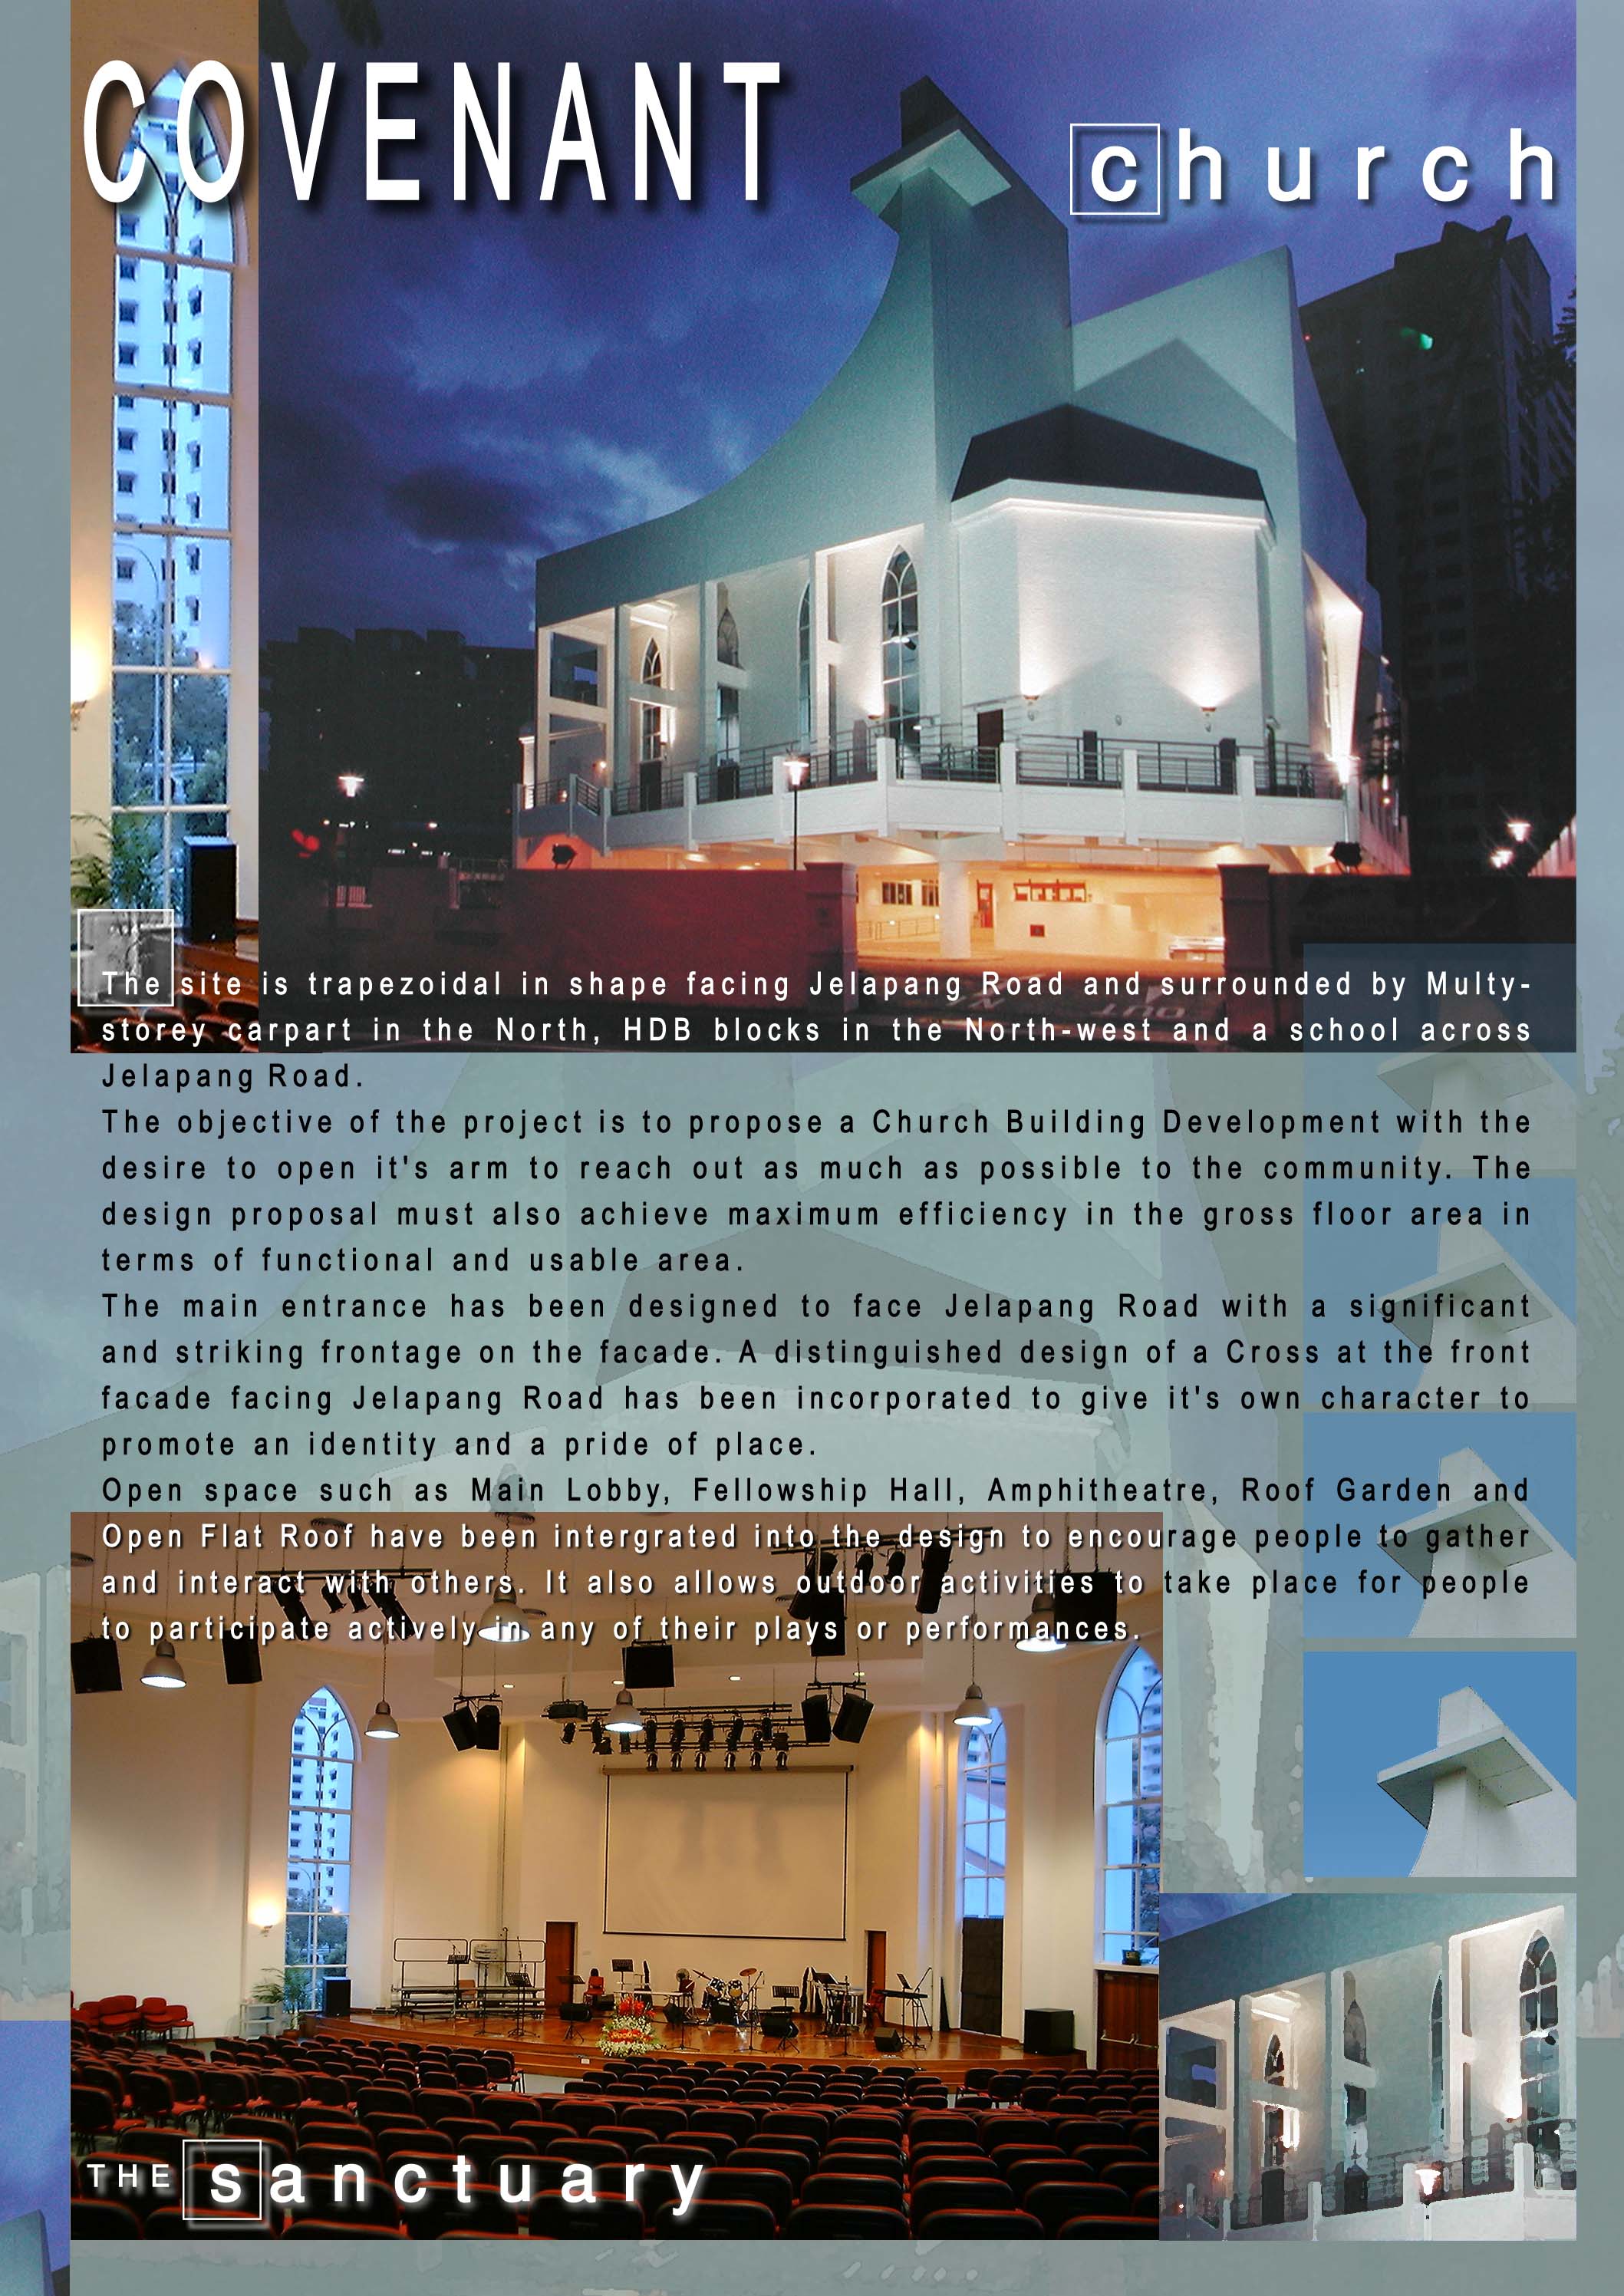 COVENANT church
The site is trapezoidal in shape facing Jelapang Road and surrounded by Multy-
storey carpart in the North, HDB blocks in the North-west and a school across
Jelapang Road.
The objective of the project is to propose a Church Building Development with the
desire to open it's arm to reach out as much as possible to the community. The
design proposal must also achieve maximum efficiency in the gross floor area in
terms of functional and usable area.
The main entrance has been designed to face Jelapang Road with a significant
and striking frontage on the facade. A distinguished design of a Cross at the front
facade facing Jelapang Road has been incorporated to give it's own character to
promote an identity and a pride of place.
Open space such as Main Lobby, Fellowship Hall, Amphitheatre, Roof Garden and
Open Flat Roof have been intergrated into the design to encourage people to gather
and interact with others. It also allows outdoor activities to take place for people
to participate actively in any of their plays or performances.
THE sanctuary